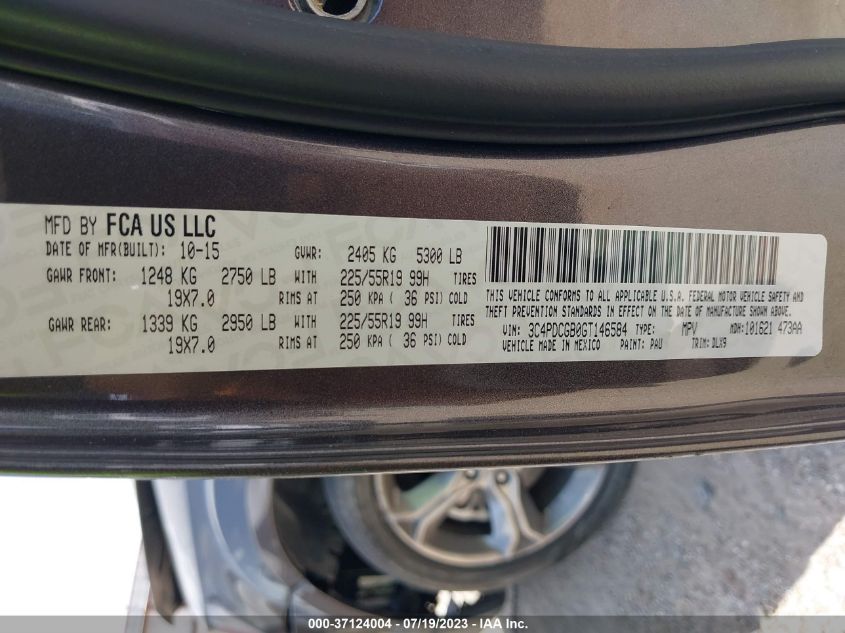 MFD BY FCA US LLC
DATE OF MFR(BUILT): 10-15 GVWR: 2405 KG 5300 LB
GAWR FRONT: 1248 KG 2750 LB WITH 225/55R19 99H TIRES
19X7.0 RIMS AT 250 KPA ( 36 PSI) COLD
GAWR REAR: 1339 KG 2950 LB WITH 225/55R19 99H TIRES
19X7.0 RIMS AT 250 KPA ( 36 PSI) COLD
THIS VEHICLE CONFORMS TO ALL APPLICABLE U.S.A. FEDERAL MOTOR VEHICLE SAFETY AND
THEFT PREVENTION STANDARDS IN EFFECT ON THE DATE OF MANUFACTURE SHOWN ABOVE.
VIN: 3C4PDCGB0GT146584 TYPE: MPV MDH: 101621 473AA
VEHICLE MADE IN MEXICO PAINT: PAU TRIM: DLX9
000-37124004 - 07/19/2023 - IAA Inc.